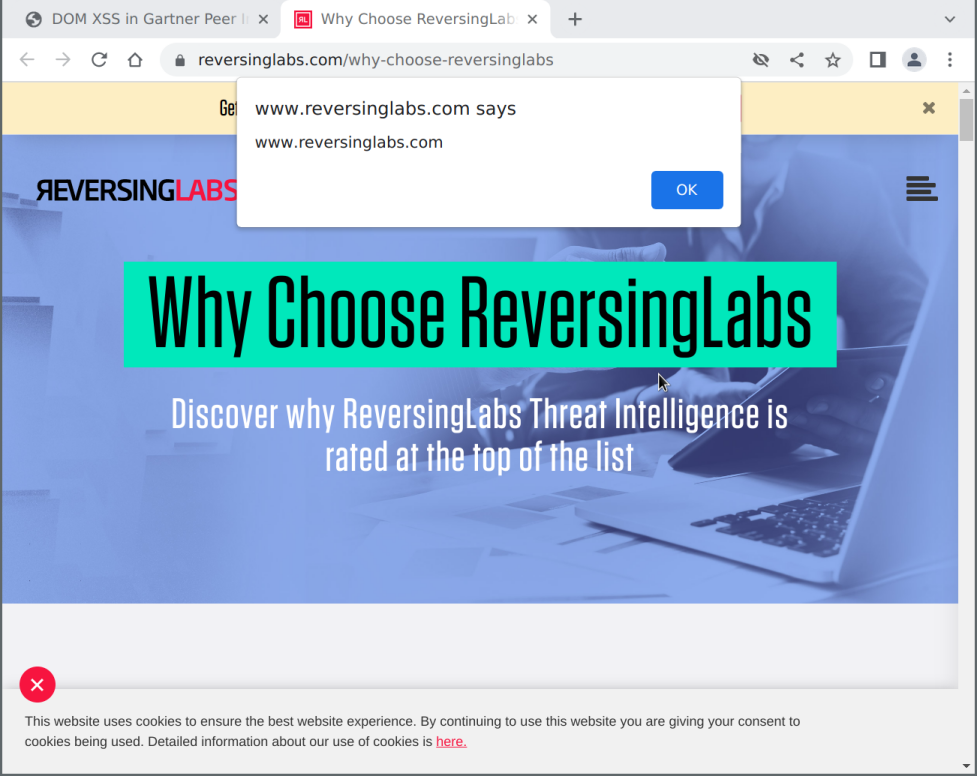 DOM XSS in Gartner Peer I
Why Choose ReversingLab
reversinglabs.com/why-choose-reversinglabs
Get
www.reversinglabs.com says
www.reversinglabs.com
OK
REVERSINGLABS
Why Choose ReversingLabs
Discover why ReversingLabs Threat Intelligence is
rated at the top of the list
This website uses cookies to ensure the best website experience. By continuing to use this website you are giving your consent to
cookies being used. Detailed information about our use of cookies is here.